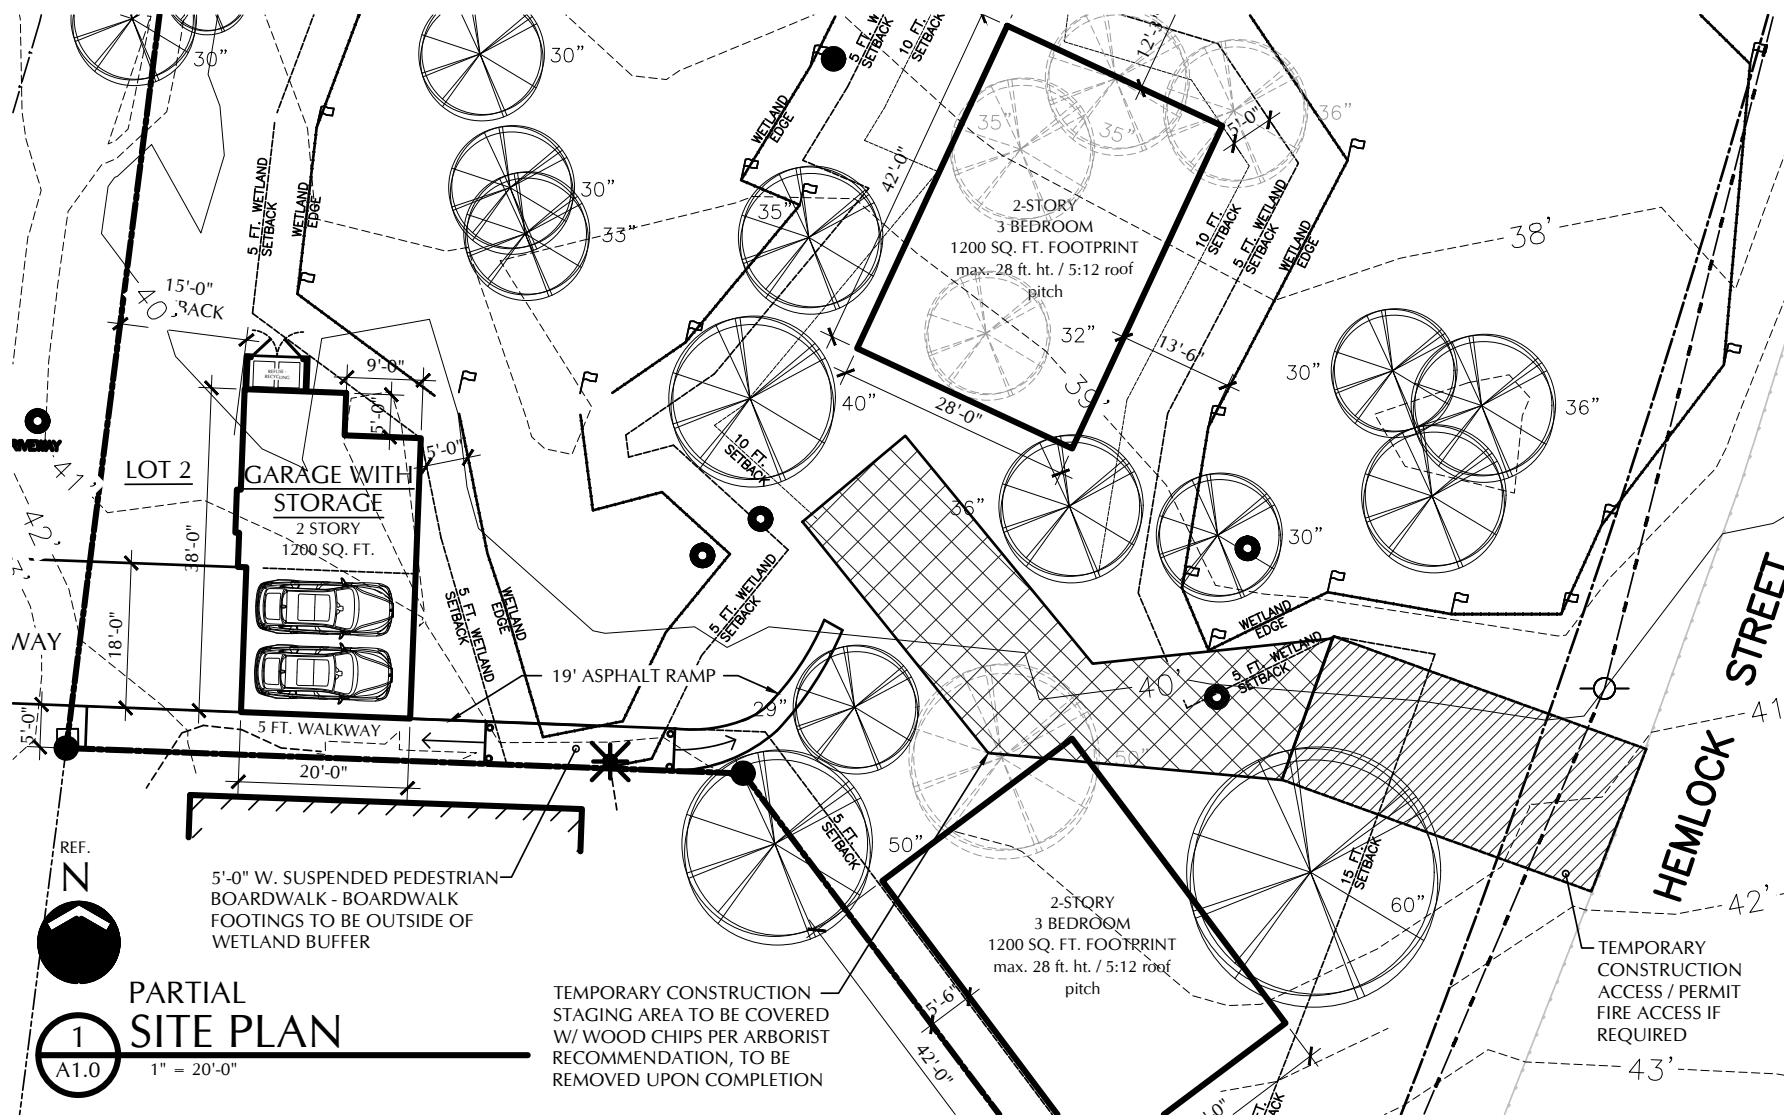 30”
30”
30”
33”
35”
40”
5 FT. WETLAND
SETBACK
WETLAND
EDGE
WETLAND
EDGE
5 FT. W
SETBACK
10 FT.
SETBACK
12'-3
42'-0"
35”
35”
36”
5'-0"
2-STORY
3 BEDROOM
1200 SQ. FT. FOOTPRINT
max. 28 ft. ht. / 5:12 roof
pitch
32”
10 FT.
SETBACK
5 FT. WETLAND
SETBACK
WETLAND
EDGE
38'
39'
13'-6"
28'-0"
30”
36”
36”
30”
10 FT.
SETBACK
15'-0"
BACK
40
REFUSE -
RECYCLING
9'-0"
5'-0"
5'-0"
41'
42'
LOT 2
GARAGE WITH
STORAGE
2 STORY
1200 SQ. FT.
38'-0"
18'-0"
5'-0"
WAY
5 FT. WETLAND
SETBACK
WETLAND
EDGE
5 FT. WETLAND
SETBACK
19' ASPHALT RAMP
29”
5 FT. WALKWAY
20'-0"
WETLAND
EDGE
5 FT. WETLAND
SETBACK
40'
50”
50”
60”
5 FT.
SETBACK
15 FT.
SETBACK
HEMLOCK STREET
41
42'
43'
2-STORY
3 BEDROOM
1200 SQ. FT. FOOTPRINT
max. 28 ft. ht. / 5:12 roof
pitch
5'-6"
42'-0"
REF.
N
5'-0" W. SUSPENDED PEDESTRIAN
BOARDWALK - BOARDWALK
FOOTINGS TO BE OUTSIDE OF
WETLAND BUFFER
TEMPORARY CONSTRUCTION
STAGING AREA TO BE COVERED
W/ WOOD CHIPS PER ARBORIST
RECOMMENDATION, TO BE
REMOVED UPON COMPLETION
TEMPORARY
CONSTRUCTION
ACCESS / PERMIT
FIRE ACCESS IF
REQUIRED
PARTIAL
SITE PLAN
1
A1.0
1" = 20'-0"